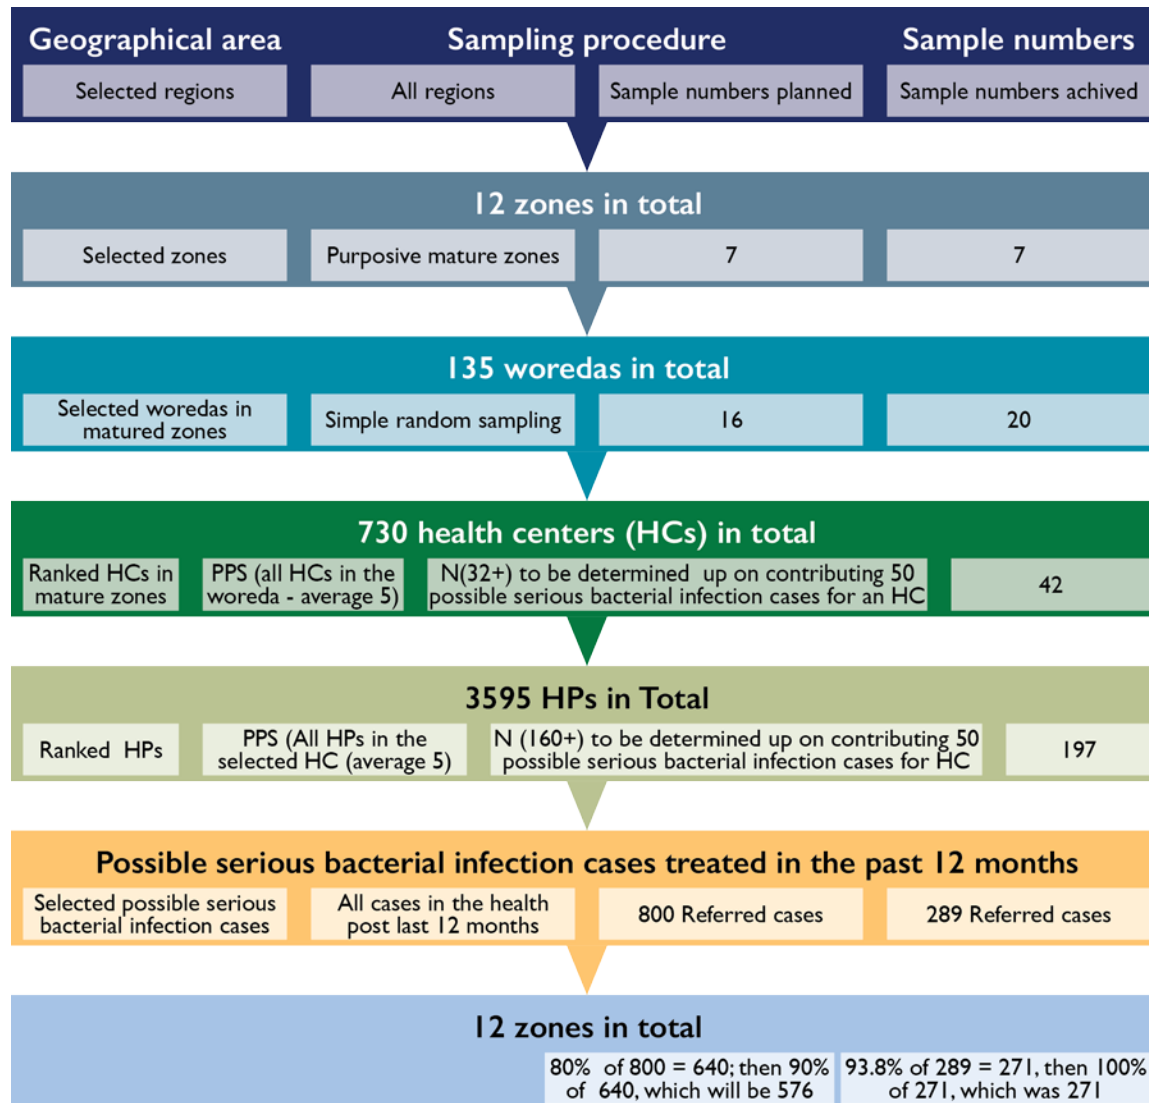 Geographical area
Sampling procedure
Sample numbers
Selected regions
All regions
Sample numbers planned
Sample numbers achived
12 zones in total
Selected zones
Purposive mature zones
7
7
135 woredas in total
Selected woredas in
matured zones
Simple random sampling
16
20
730 health centers (HCs) in total
Ranked HCs in
mature zones
PPS (all HCs in the
woreda - average 5)
N(32+) to be determined up on contributing 50
possible serious bacterial infection cases for an HC
42
3595 HPs in Total
Ranked HPs
PPS (All HPs in the
selected HC (average 5)
N (160+) to be determined up on contributing 50
possible serious bacterial infection cases for HC
197
Possible serious bacterial infection cases treated in the past 12 months
Selected possible serious
bacterial infection cases
All cases in the health
post last 12 months
800 Referred cases
289 Referred cases
12 zones in total
80% of 800 = 640; then 90%
of 640, which will be 576
93.8% of 289 = 271, then 100%
of 271, which was 271